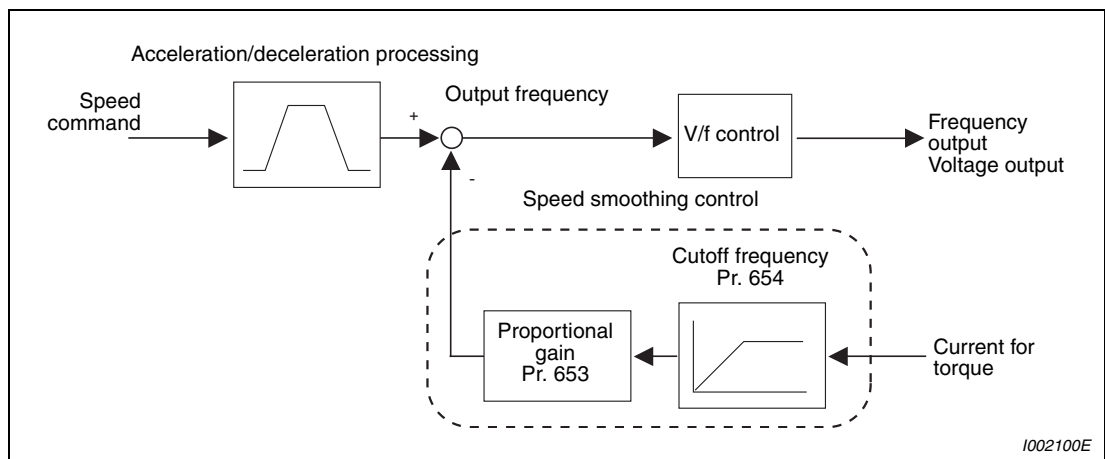 Acceleration/deceleration processing
Speed
command
+
Output frequency
V/f control
Frequency
output
Voltage output
-
Speed smoothing control
Cutoff frequency
Pr. 654
Proportional
gain
Pr. 653
Current for
torque
I002100E